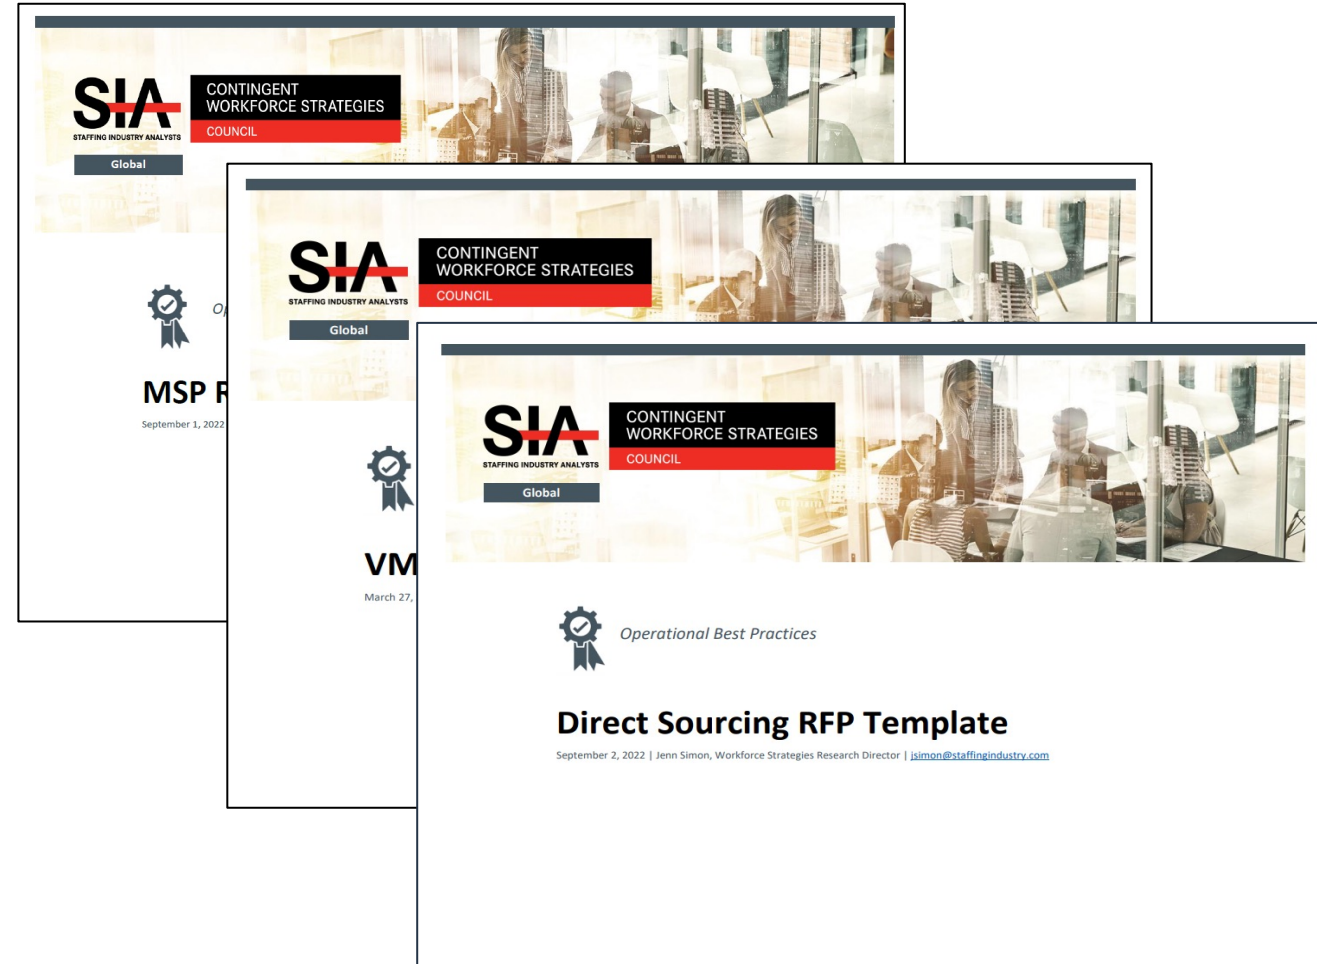 SIA
STAFFING INDUSTRY ANALYSTS
CONTINGENT
WORKFORCE STRATEGIES
COUNCIL
Global
MSP
September 1, 2022
SIA
STAFFING INDUSTRY ANALYSTS
CONTINGENT
WORKFORCE STRATEGIES
COUNCIL
Global
VM
March 27,
SIA
STAFFING INDUSTRY ANALYSTS
CONTINGENT
WORKFORCE STRATEGIES
COUNCIL
Global
Operational Best Practices
Direct Sourcing RFP Template
September 2, 2022 | Jenn Simon, Workforce Strategies Research Director | jsimon@staffingindustry.com